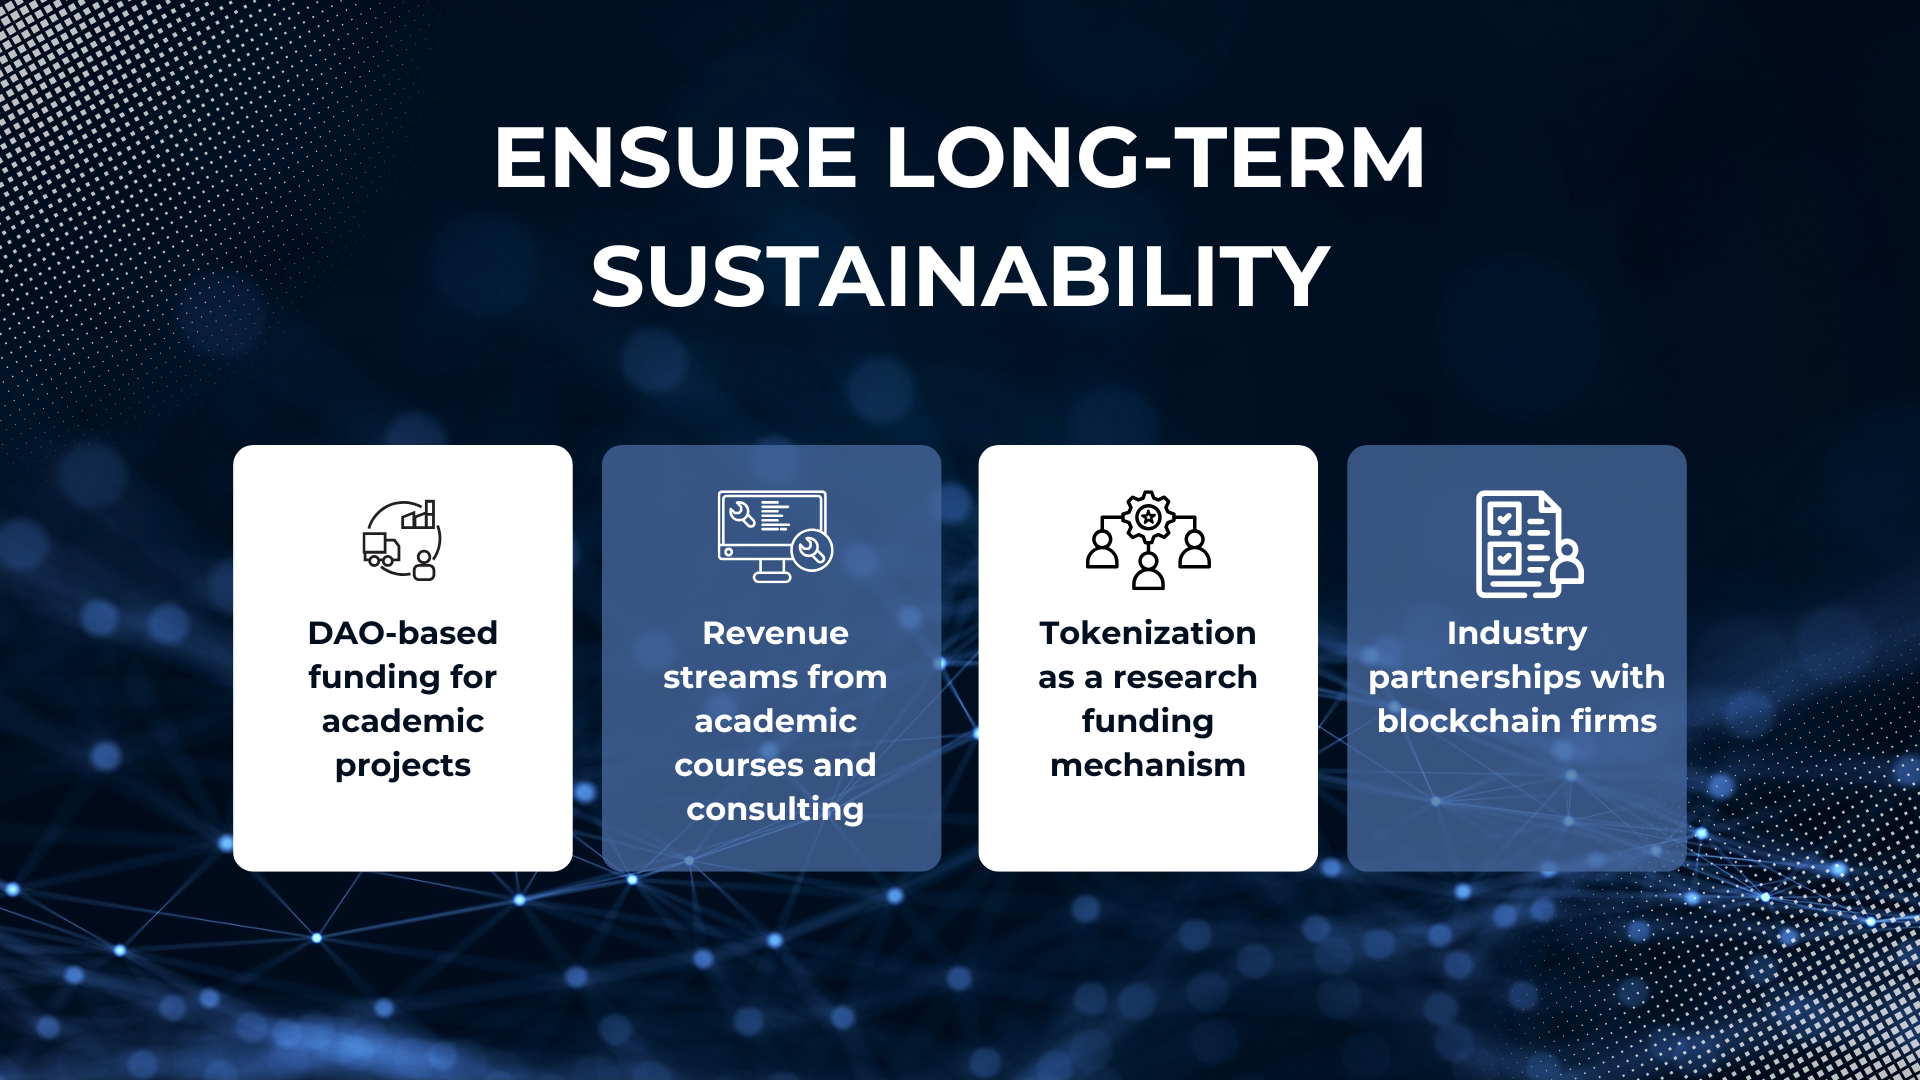 ENSURE LONG-TERM
SUSTAINABILITY
DAO-based
funding for
academic
projects
Revenue
streams from
academic
courses and
consulting
Tokenization
as a research
funding
mechanism
Industry
partnerships with
blockchain firms